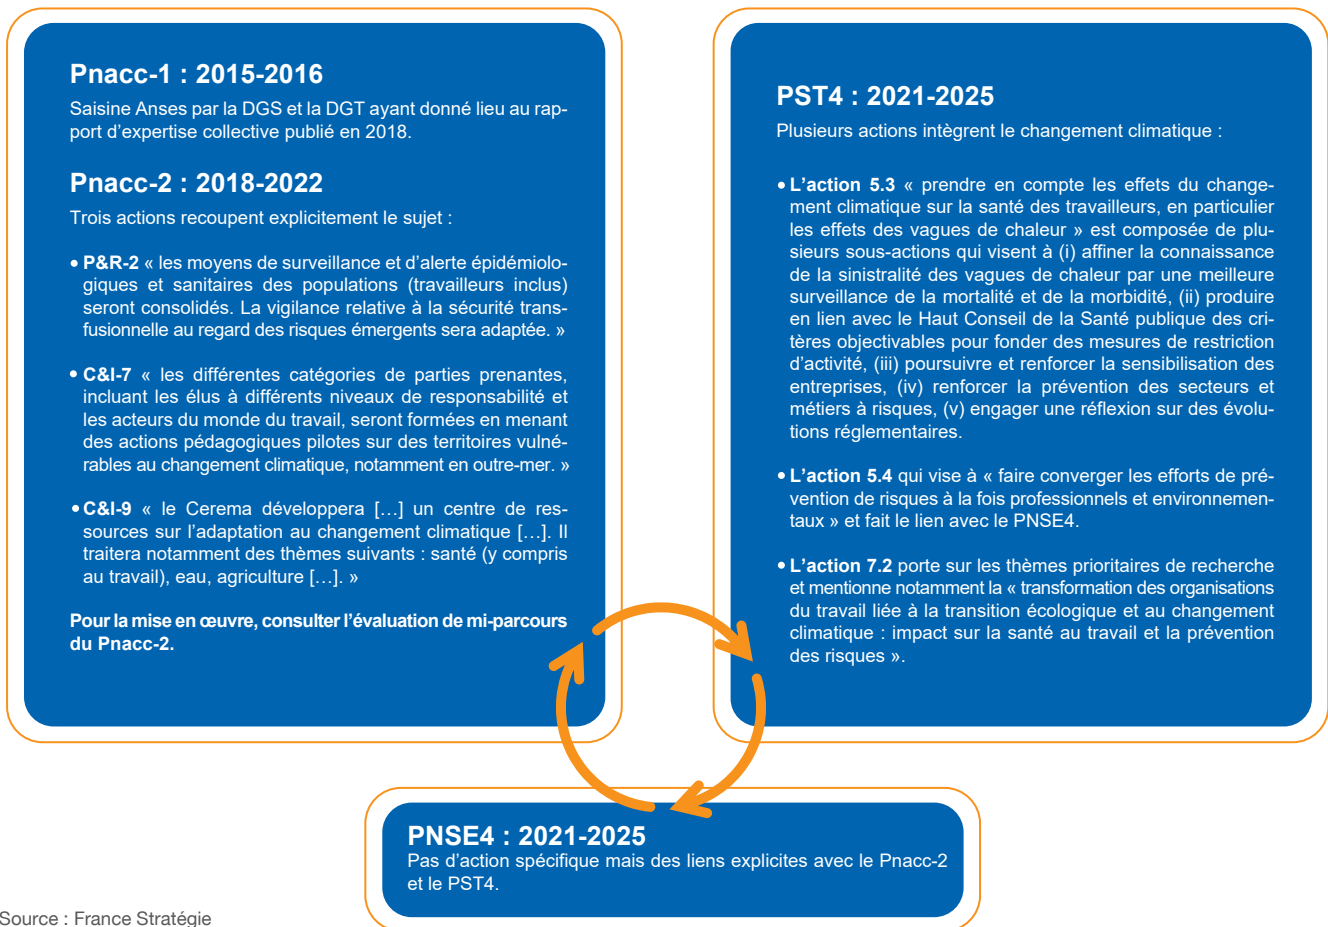 Pnacc-1 : 2015-2016
Saisine Anses par la DGS et la DGT ayant donné lieu au rap-
port d’expertise collective publié en 2018.
Pnacc-2 : 2018-2022
Trois actions recoupent explicitement le sujet :
• P&R-2 « les moyens de surveillance et d’alerte épidémiolo-
giques et sanitaires des populations (travailleurs inclus)
seront consolidés. La vigilance relative à la sécurité trans-
fusionnelle au regard des risques émergents sera adaptée. »
• C&I-7 « les différentes catégories de parties prenantes,
incluant les élus à différents niveaux de responsabilité et
les acteurs du monde du travail, seront formées en menant
des actions pédagogiques pilotes sur des territoires vulné-
rables au changement climatique, notamment en outre-mer. »
• C&I-9 « le Cerema développera […] un centre de res-
sources sur l’adaptation au changement climatique […]. Il
traitera notamment des thèmes suivants : santé (y compris
au travail), eau, agriculture […]. »
Pour la mise en œuvre, consulter l’évaluation de mi-parcours
du Pnacc-2.
PST4 : 2021-2025
Plusieurs actions intègrent le changement climatique :
• L’action 5.3 « prendre en compte les effets du change-
ment climatique sur la santé des travailleurs, en particulier
les effets des vagues de chaleur » est composée de plu-
sieurs sous-actions qui visent à (i) affiner la connaissance
de la sinistralité des vagues de chaleur par une meilleure
surveillance de la mortalité et de la morbidité, (ii) produire
en lien avec le Haut Conseil de la Santé publique des cri-
tères objectivables pour fonder des mesures de restriction
d’activité, (iii) poursuivre et renforcer la sensibilisation des
entreprises, (iv) renforcer la prévention des secteurs et
métiers à risques, (v) engager une réflexion sur des évolu-
tions réglementaires.
• L’action 5.4 qui vise à « faire converger les efforts de pré-
vention de risques à la fois professionnels et environnemen-
taux » et fait le lien avec le PNSE4.
• L’action 7.2 porte sur les thèmes prioritaires de recherche
et mentionne notamment la « transformation des organisations
du travail liée à la transition écologique et au changement
climatique : impact sur la santé au travail et la prévention
des risques ».
PNSE4 : 2021-2025
Pas d’action spécifique mais des liens explicites avec le Pnacc-2
et le PST4.
Source : France Stratégie